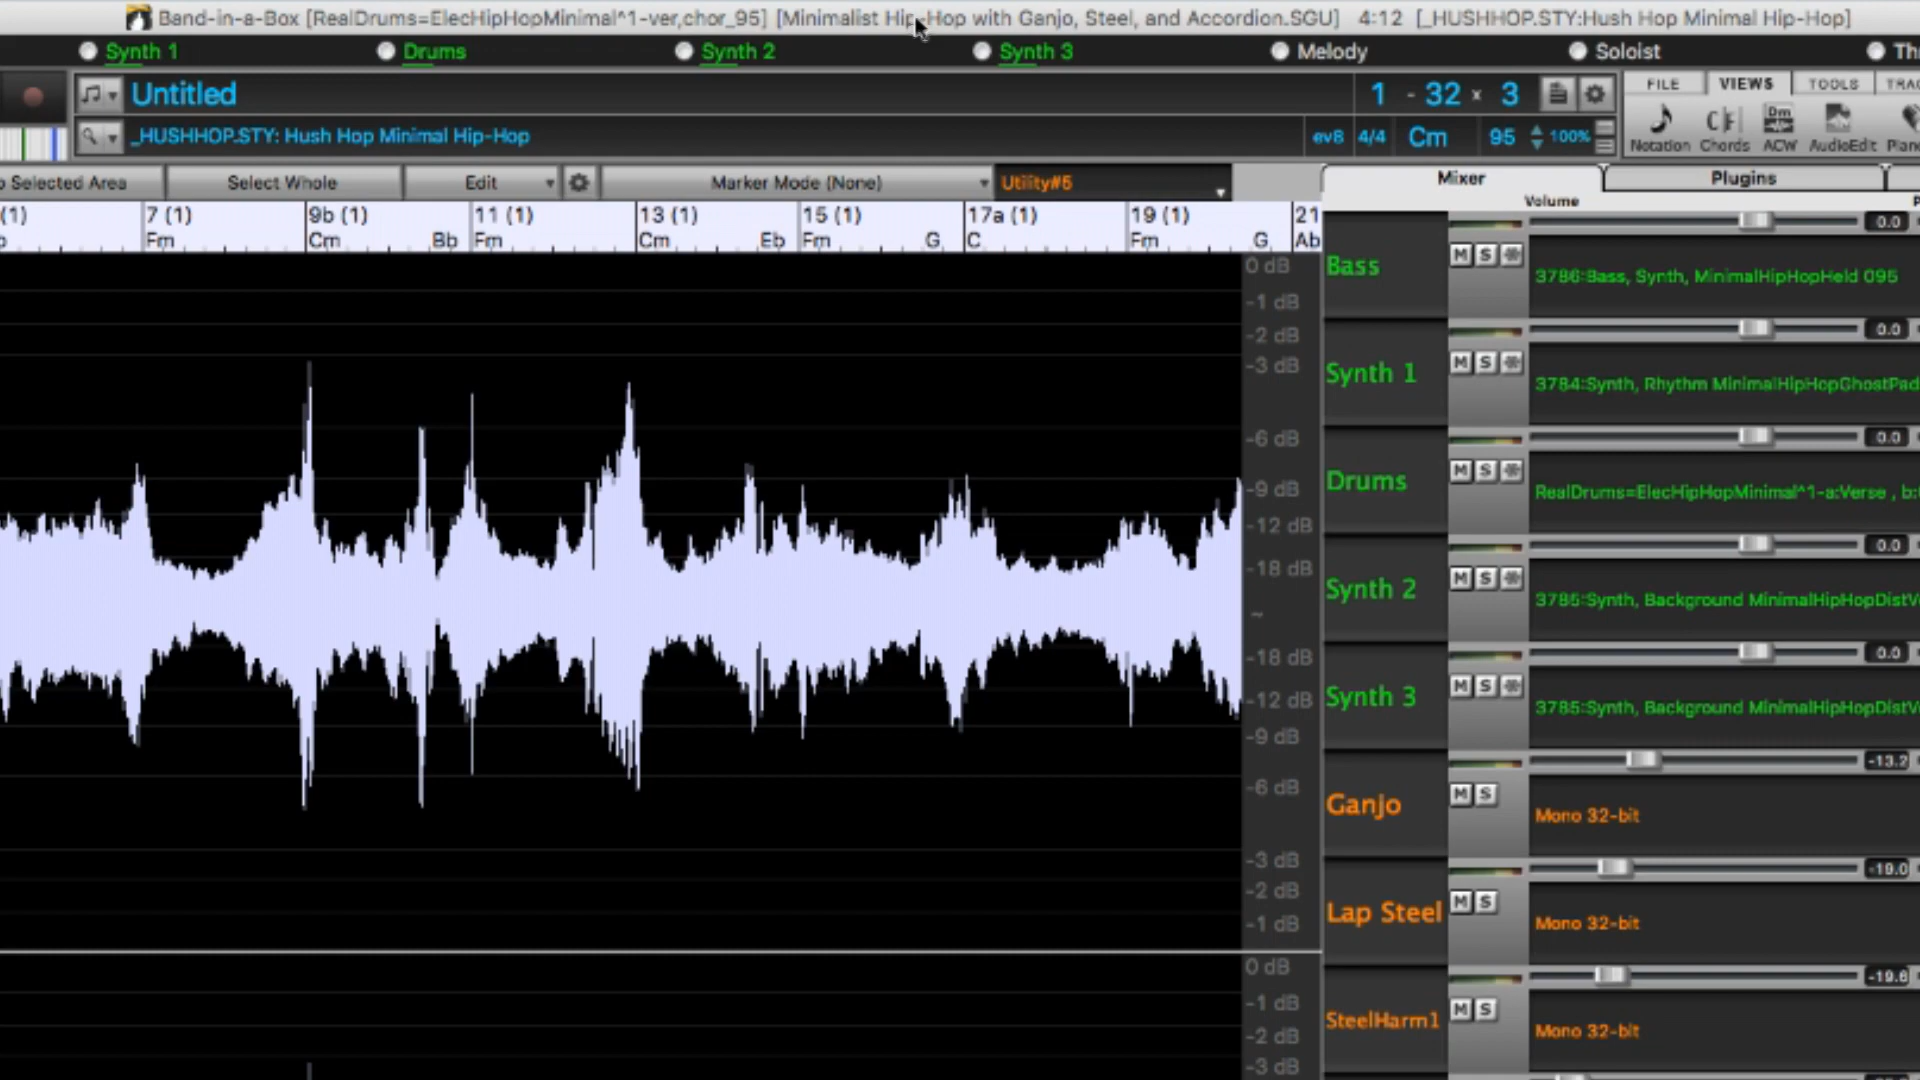 Band-in-a-Box [RealDrums=ElecHipHopMinimal^1-ver,chor_95] [Minimalist Hip-Hop with Ganjo, Steel, and Accordion.SGU] 4:12 [_HUSHHOP.STY:Hush Hop Minimal Hip-Hop]
Synth 1 Drums Synth 2 Synth 3 Melody Soloist
Untitled 1 - 32 x 3
FILE VIEWS TOOLS
_HUSHHOP.STY: Hush Hop Minimal Hip-Hop ev8 4/4 Cm 95 100%
Notation Chords ACW AudioEdit
Selected Area Select Whole Edit Marker Mode (None) Utility#5
Mixer Plugins
Volume
(1) 7 (1) 9b (1) 11 (1) 13 (1) 15 (1) 17a (1) 19 (1) 21
Fm Cm Bb Fm Cm Eb Fm G C G Ab
0 dB
-1 dB
-2 dB
-3 dB
-6 dB
-9 dB
-12 dB
-18 dB
-18 dB
-12 dB
-9 dB
-6 dB
-3 dB
-2 dB
-1 dB
0 dB
-1 dB
-2 dB
-3 dB
Bass M S 0.0
3786:Bass, Synth, MinimalHipHopHeld 095
Synth 1 M S 0.0
3784:Synth, Rhythm MinimalHipHopGhostPad
Drums M S 0.0
RealDrums=ElecHipHopMinimal^1-a:Verse , b:
Synth 2 M S 0.0
3785:Synth, Background MinimalHipHopDistV
Synth 3 M S 0.0
3785:Synth, Background MinimalHipHopDistV
Ganjo M S -13.2
Mono 32-bit
Lap Steel M S -19.0
Mono 32-bit
SteelHarm1 M S -19.6
Mono 32-bit